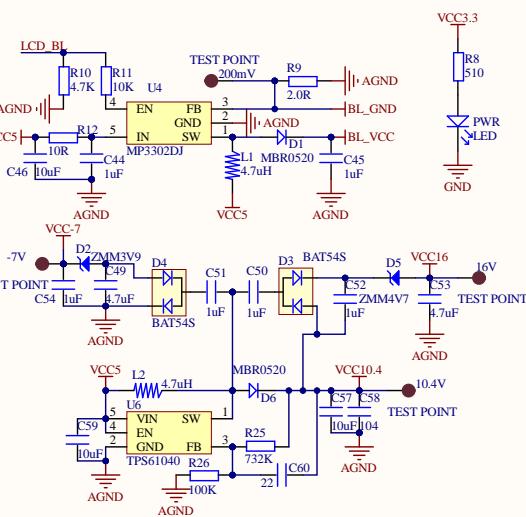 VCC3.3
LCD_BL
R10
4.7K
R11
10K
U4
TEST POINT
200mV
R9
2.0R
AGND
R8
510
AGND
4
EN
FB
3
BL_GND
GND
2
AGND
PWR
LED
CC5
R12
10R
5
IN
SW
1
D1
BL_VCC
MP3302DJ
MBR0520
C46
10uF
C44
1uF
L1
4.7uH
C45
1uF
GND
AGND
VCC5
AGND
VCC-7
-7V
D2
ZMM3V9
D4
D3
BAT54S
D5
VCC16
16V
T POINT
C54
1uF
C49
4.7uF
C51
1uF
C50
1uF
C52
1uF
ZMM4V7
C53
4.7uF
TEST POINT
BAT54S
AGND
AGND
VCC5
L2
4.7uH
MBR0520
D6
VCC10.4
10.4V
TEST POINT
U6
C59
10uF
5
VIN
SW
1
4
EN
2
GND
FB
3
TPS61040
R25
732K
C57
10uF
C58
104
R26
100K
C60
22
AGND
AGND
AGND